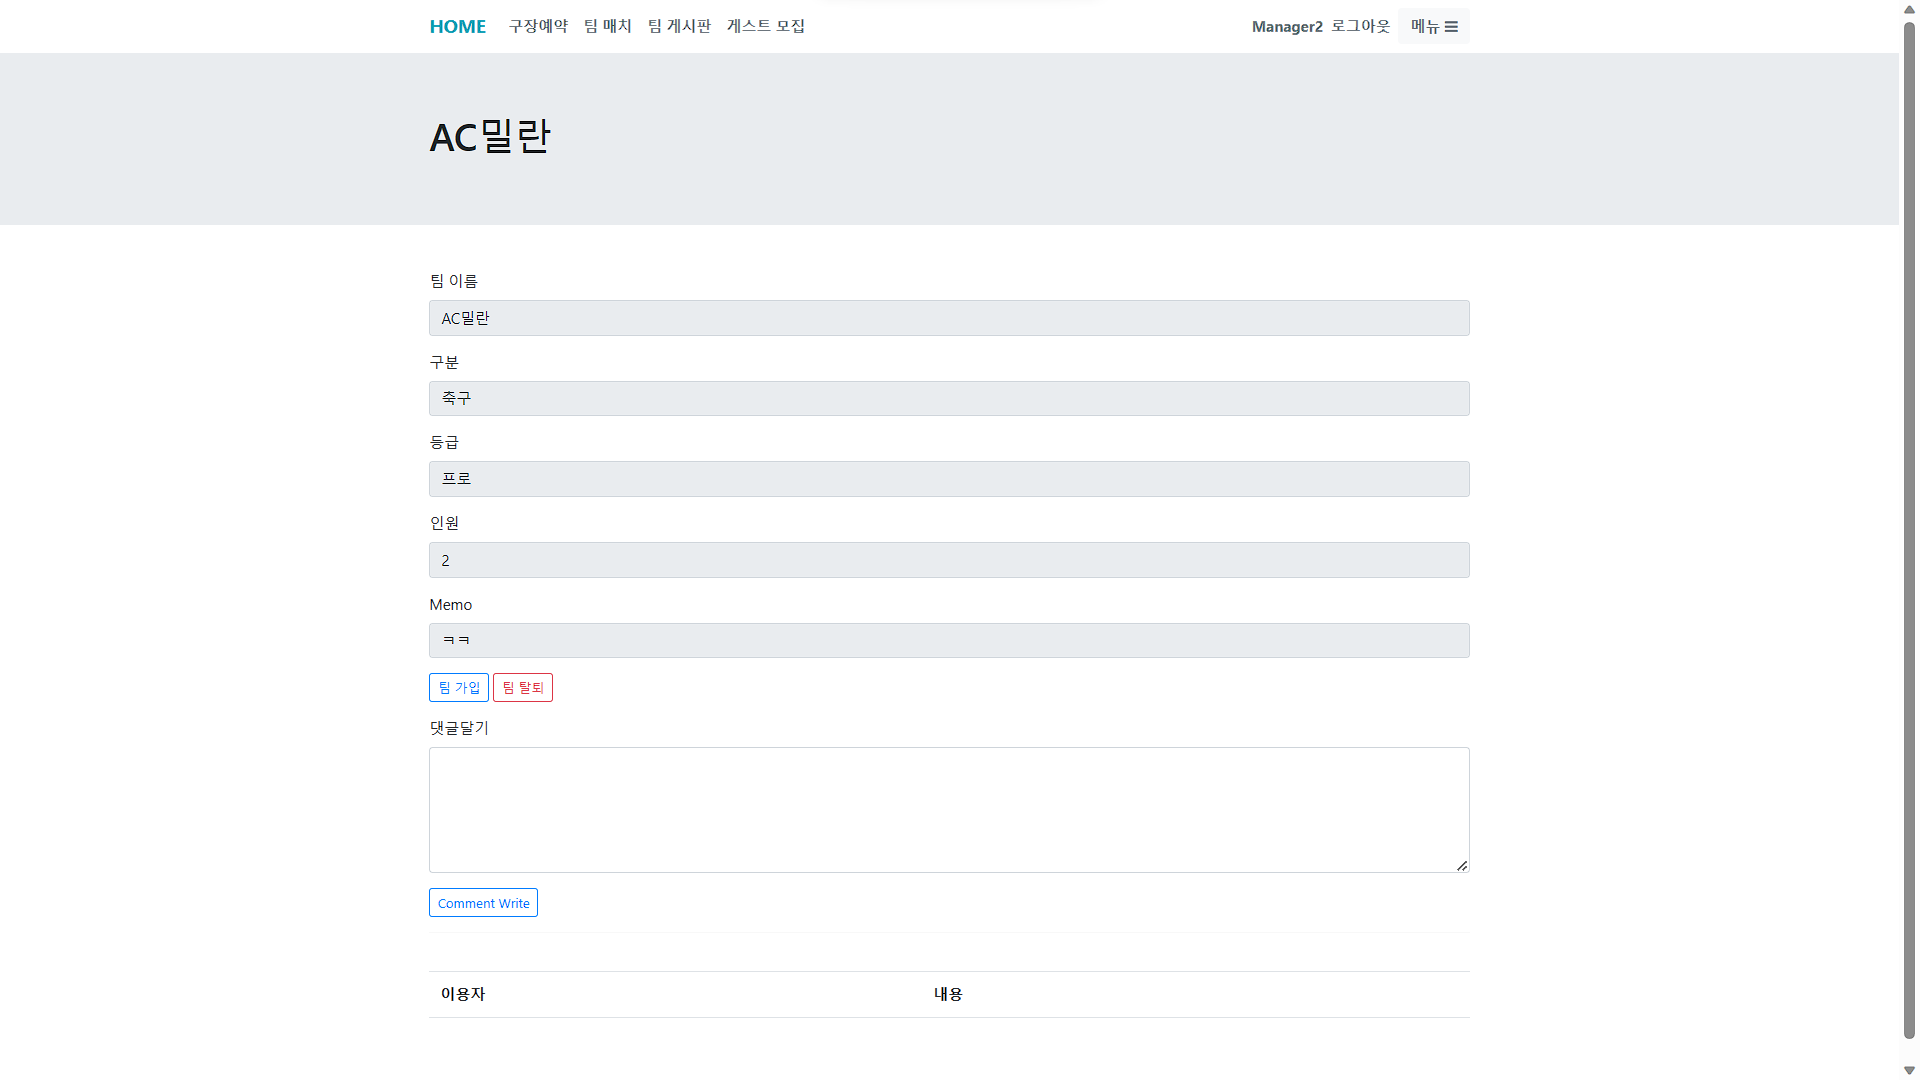 HOME 구장예약 팀 매치 팀 게시판 게스트 모집 Manager2 로그아웃 메뉴
AC밀란
팀 이름
AC밀란
구분
축구
등급
프로
인원
2
Memo
ㅋㅋ
팀 가입 팀 탈퇴
댓글달기
Comment Write
이용자 내용